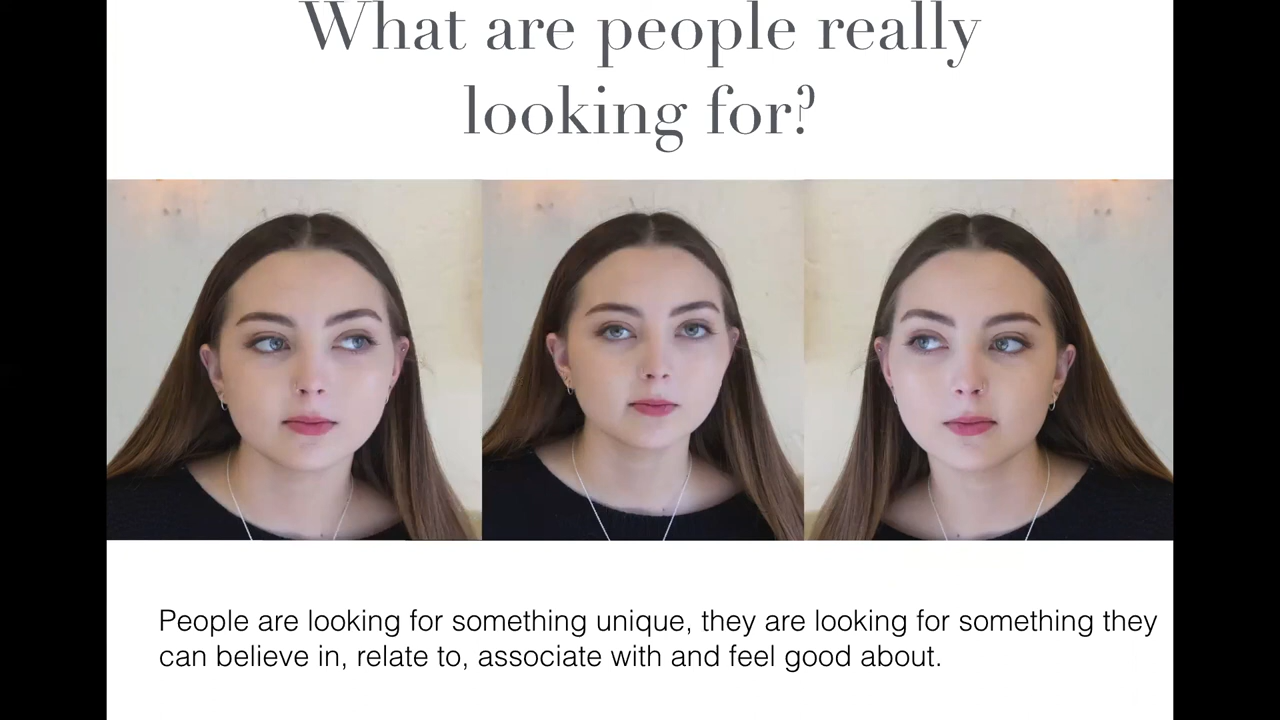 What are people really
looking for?
People are looking for something unique, they are looking for something they
can believe in, relate to, associate with and feel good about.